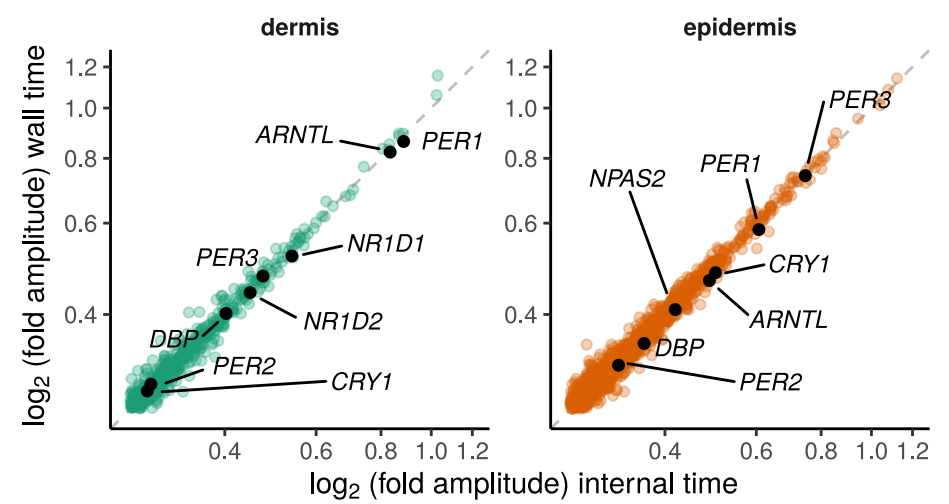 dermis
epidermis
log2 (fold amplitude) wall time
1.2
1.0
0.8
0.6
0.4
ARNTL
PER1
PER3
NR1D1
NR1D2
DBP
PER2
CRY1
0.4
0.6
0.8
1.0
1.2
1.2
1.0
0.8
0.6
0.4
PER3
PER1
NPAS2
CRY1
ARNTL
DBP
PER2
0.4
0.6
0.8
1.0
1.2
log2 (fold amplitude) internal time